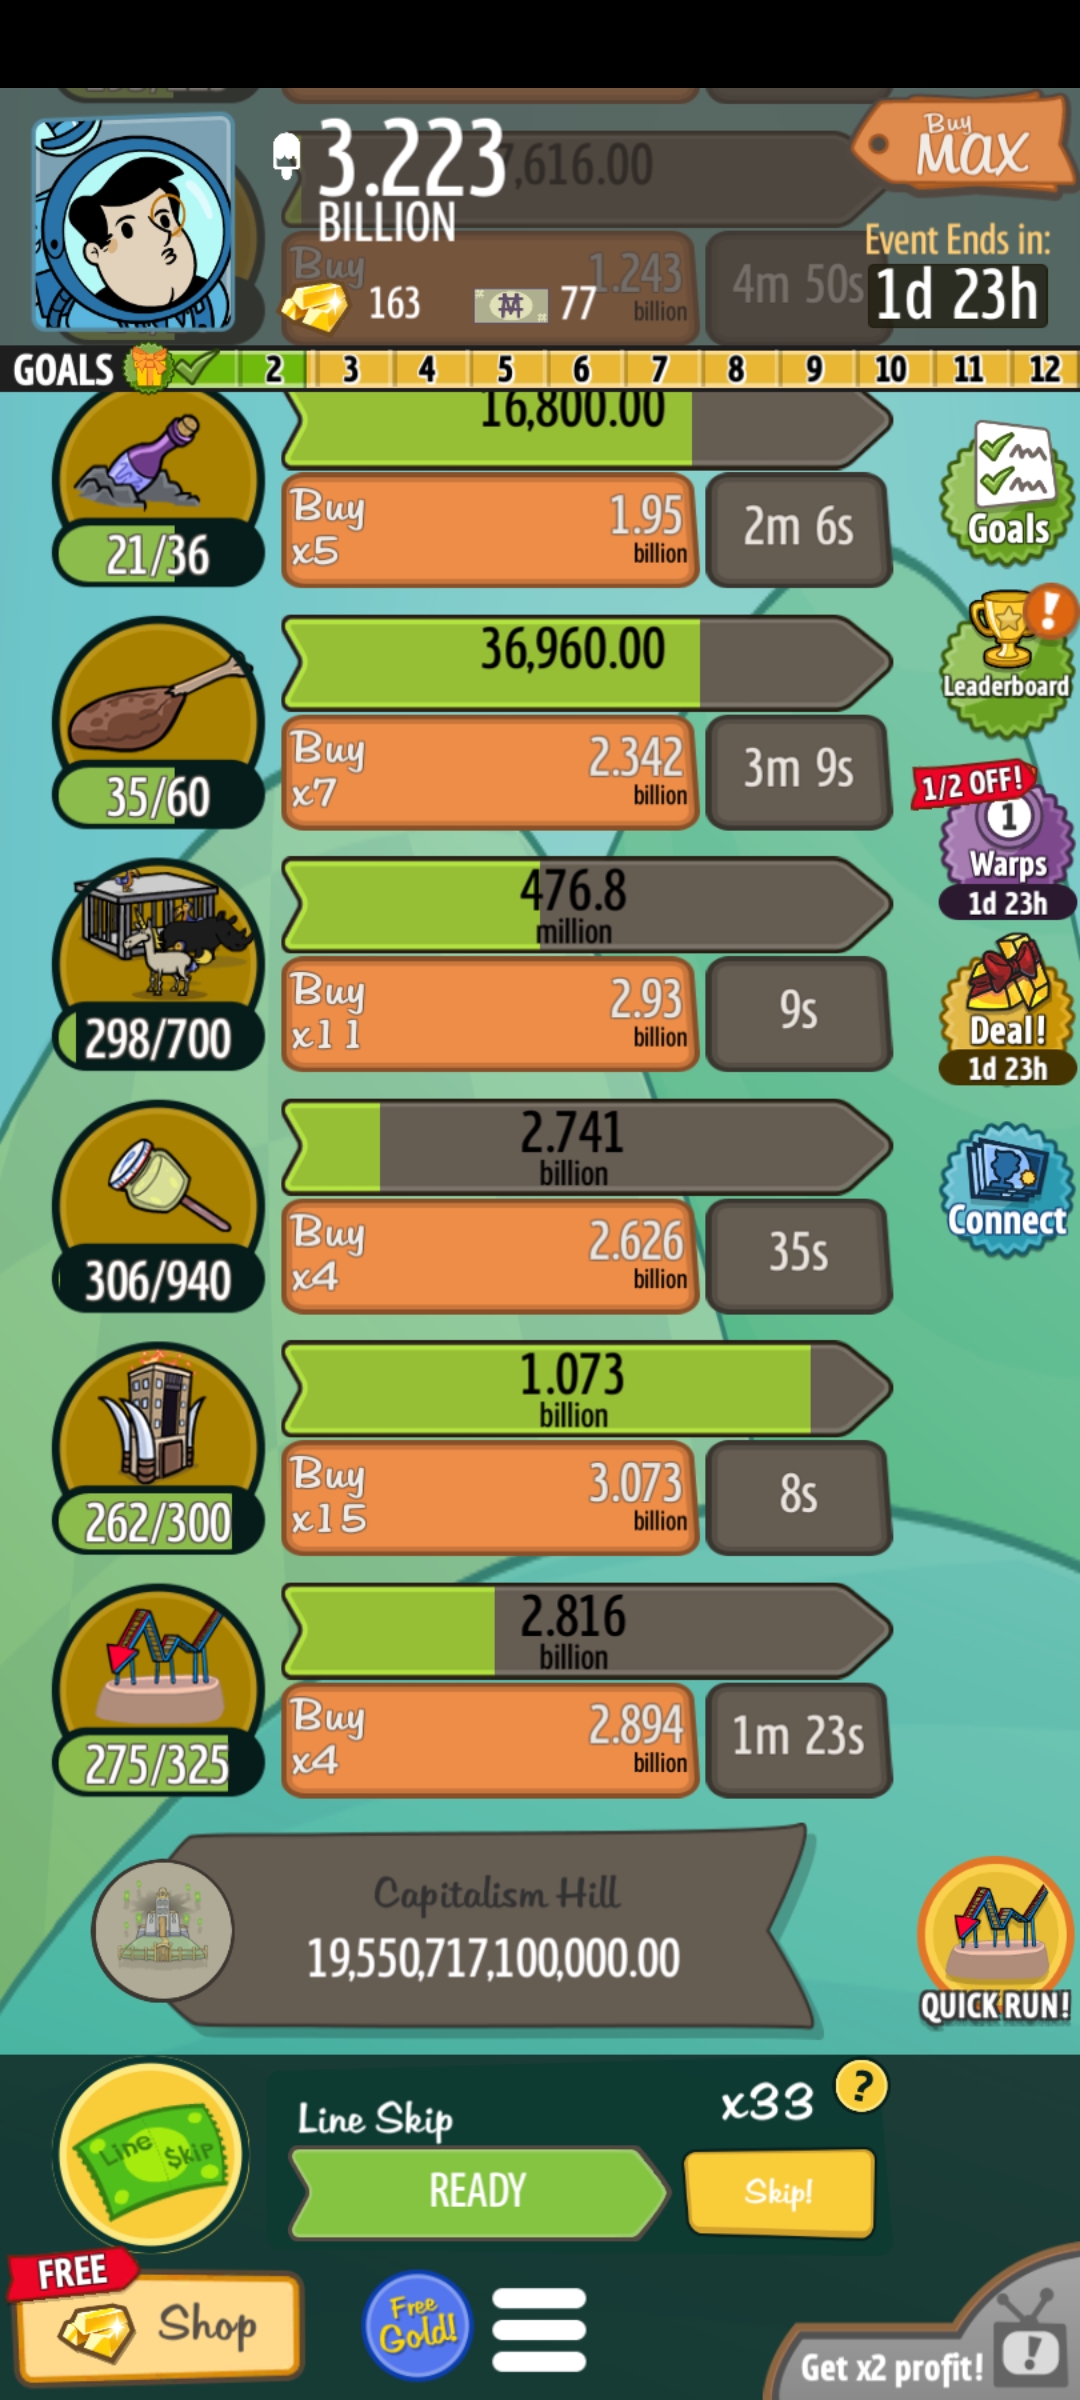 Buy
MAX
3.223
BILLION
,616.00
Buy
1.243
billion
4m 50s
163
77
Event Ends in:
1d 23h
GOALS
2
3
4
5
6
7
8
9
10
11
12
16,800.00
Buy
x5
1.95
billion
2m 6s
21/36
Goals
36,960.00
Buy
x7
2.342
billion
3m 9s
35/60
!
Leaderboard
1/2 OFF!
1
Warps
1d 23h
476.8
million
Buy
x11
2.93
billion
9s
298/700
Deal!
1d 23h
2.741
billion
Buy
x4
2.626
billion
35s
306/940
Connect
1.073
billion
Buy
x15
3.073
billion
8s
262/300
2.816
billion
Buy
x4
2.894
billion
1m 23s
275/325
Capitalism Hill
19,550,717,100,000.00
QUICK RUN!
Line $kip
Line Skip
x33
?
READY
Skip!
FREE
Shop
Free
Gold!
Get x2 profit!
!